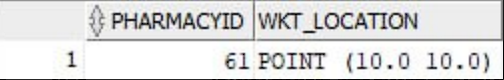 PHARMACYID WKT_LOCATION
1 61 POINT (10.0 10.0)